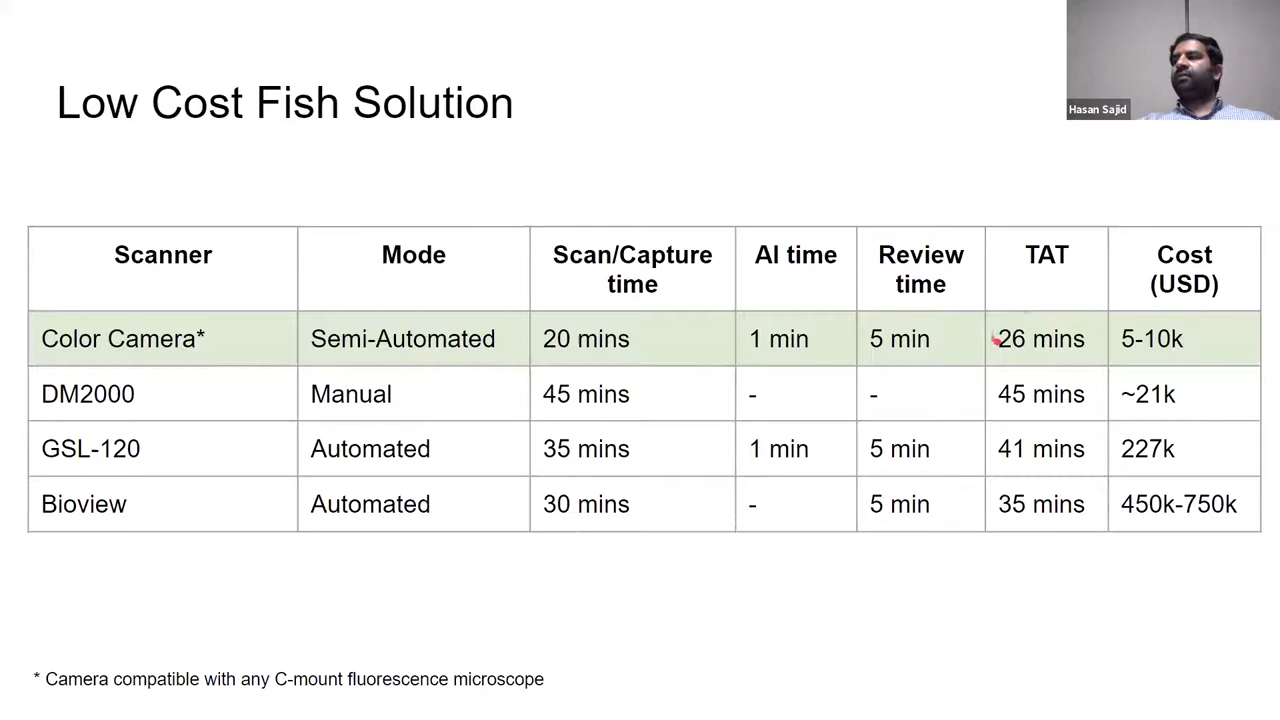 Hasan Sajid
Low Cost Fish Solution
Scanner Mode Scan/Capture time AI time Review time TAT Cost (USD)
Color Camera* Semi-Automated 20 mins 1 min 5 min 26 mins 5-10k
DM2000 Manual 45 mins - - 45 mins ~21k
GSL-120 Automated 35 mins 1 min 5 min 41 mins 227k
Bioview Automated 30 mins - 5 min 35 mins 450k-750k
* Camera compatible with any C-mount fluorescence microscope